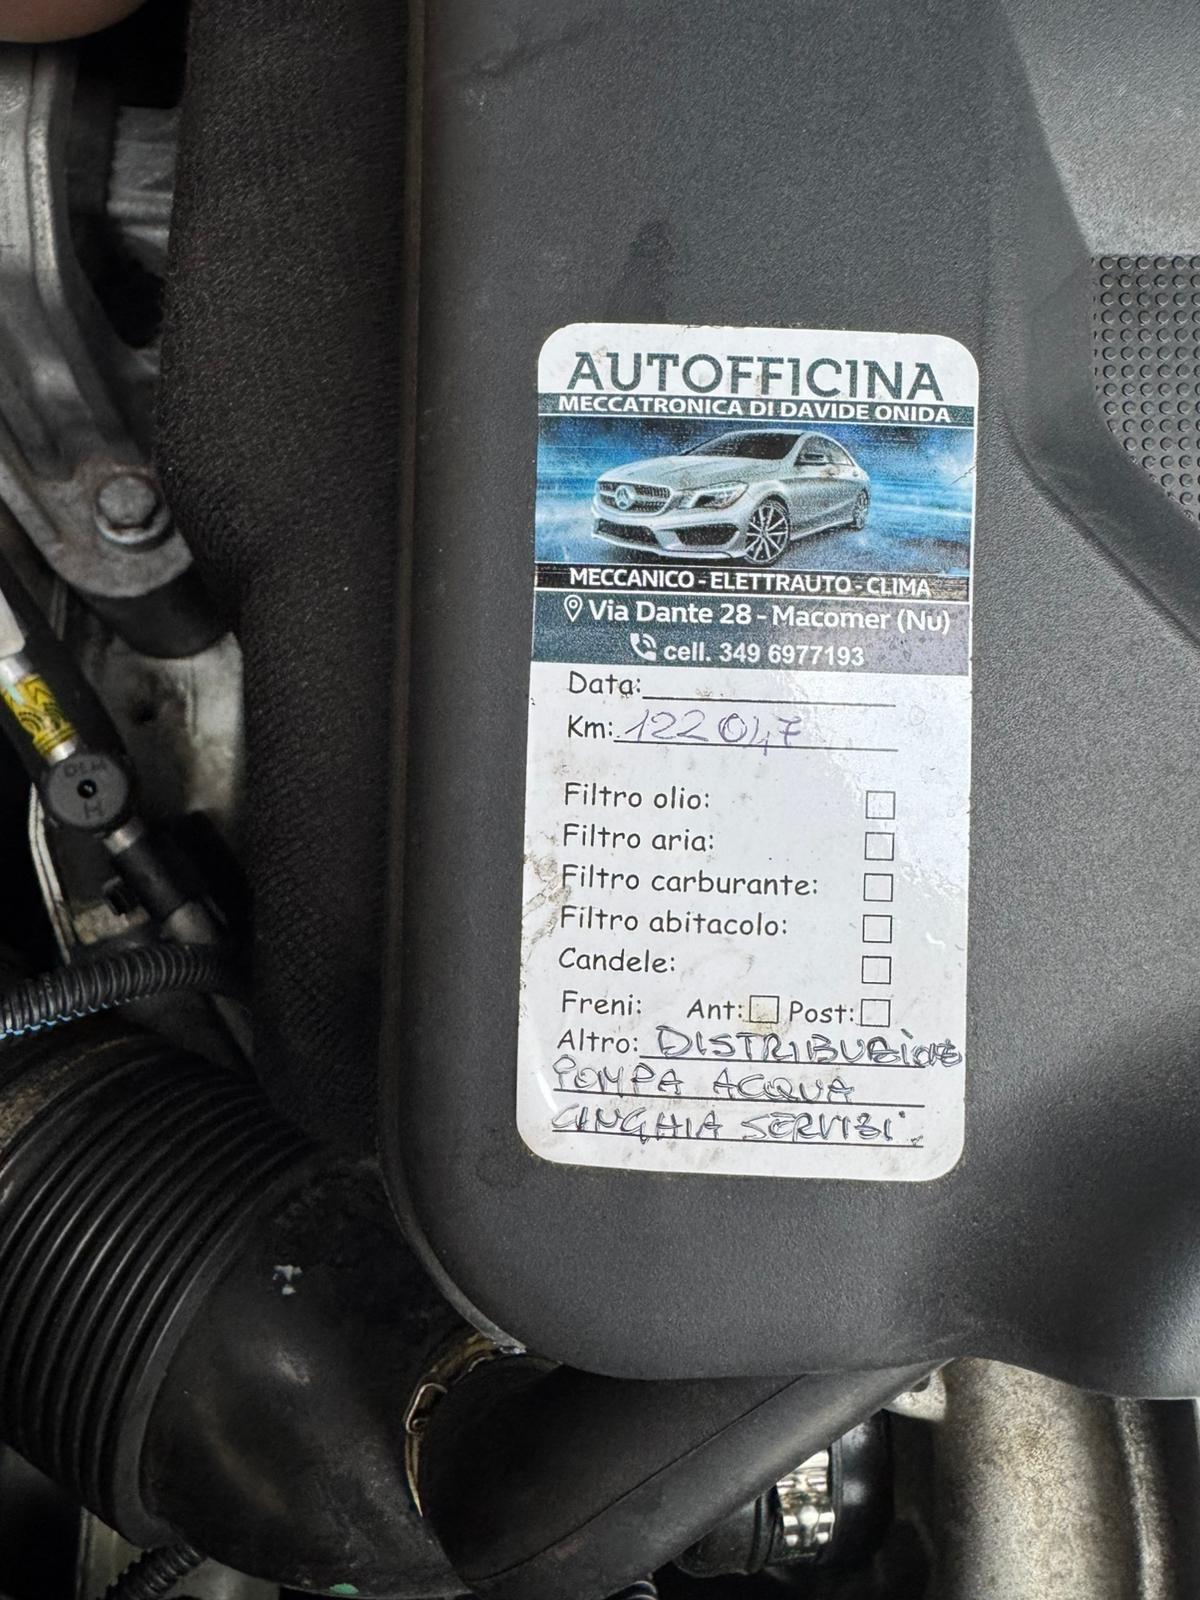 AUTOFFICINA
MECCATRONICA DI DAVIDE ONIDA
MECCANICO - ELETTRAUTO - CLIMA
Via Dante 28 - Macomer (Nu)
cell. 349 6977193
Data:
Km: 122047
Filtro olio:
Filtro aria:
Filtro carburante:
Filtro abitacolo:
Candele:
Freni: Ant: Post:
Altro: DISTRIBUZIONE
POMPA ACQUA
CINGHIA SERVIZI